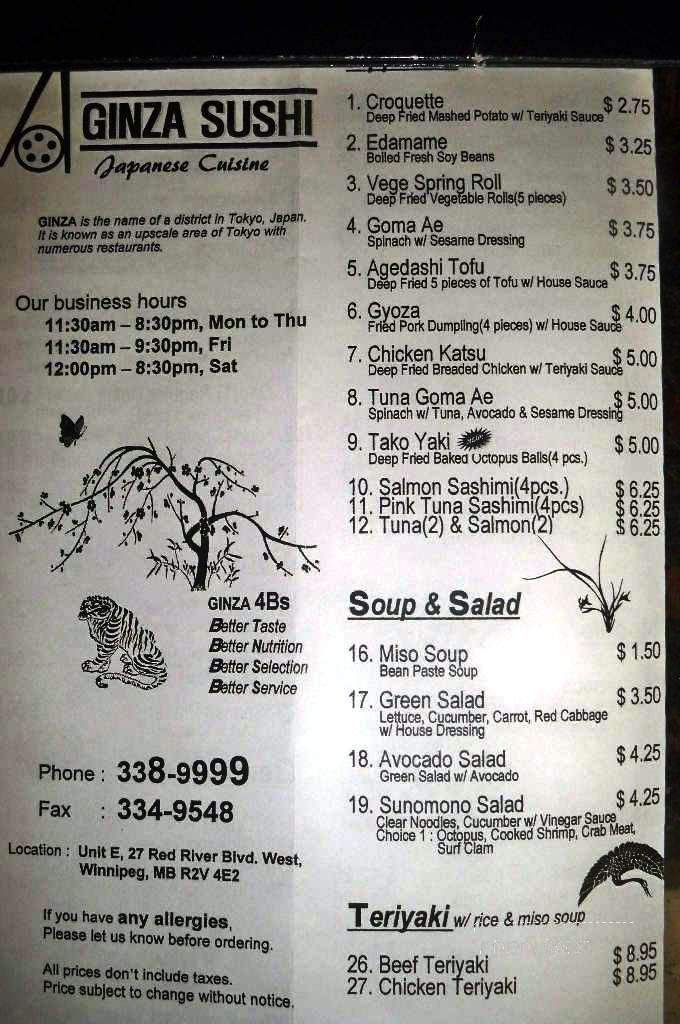 GINZA SUSHI
Japanese Cuisine
GINZA is the name of a district in Tokyo, Japan.
It is known as an upscale area of Tokyo with
numerous restaurants.
Our business hours
11:30am – 8:30pm, Mon to Thu
11:30am – 9:30pm, Fri
12:00pm – 8:30pm, Sat
GINZA 4Bs
Better Taste
Better Nutrition
Better Selection
Better Service
Phone : 338-9999
Fax : 334-9548
Location : Unit E, 27 Red River Blvd. West,
Winnipeg, MB R2V 4E2
If you have any allergies,
Please let us know before ordering.
All prices don't include taxes.
Price subject to change without notice.
1. Croquette $ 2.75
Deep Fried Mashed Potato w/ Teriyaki Sauce
2. Edamame $ 3.25
Boiled Fresh Soy Beans
3. Vege Spring Roll $ 3.50
Deep Fried Vegetable Rolls(5 pieces)
4. Goma Ae $ 3.75
Spinach w/ Sesame Dressing
5. Agedashi Tofu $ 3.75
Deep Fried 5 pieces of Tofu w/ House Sauce
6. Gyoza $ 4.00
Fried Pork Dumpling(4 pieces) w/ House Sauce
7. Chicken Katsu $ 5.00
Deep Fried Breaded Chicken w/ Teriyaki Sauce
8. Tuna Goma Ae $ 5.00
Spinach w/ Tuna, Avocado & Sesame Dressing
9. Tako Yaki $ 5.00
Deep Fried Baked Octopus Balls(4 pcs.)
10. Salmon Sashimi(4pcs.) $ 6.25
11. Pink Tuna Sashimi(4pcs) $ 6.25
12. Tuna(2) & Salmon(2) $ 6.25
Soup & Salad
16. Miso Soup $ 1.50
Bean Paste Soup
17. Green Salad $ 3.50
Lettuce, Cucumber, Carrot, Red Cabbage
w/ House Dressing
18. Avocado Salad $ 4.25
Green Salad w/ Avocado
19. Sunomono Salad $ 4.25
Clear Noodles, Cucumber w/ Vinegar Sauce
Choice 1 : Octopus, Cooked Shrimp, Crab Meat,
Surf Clam
Teriyaki w/ rice & miso soup
26. Beef Teriyaki $ 8.95
27. Chicken Teriyaki $ 8.95